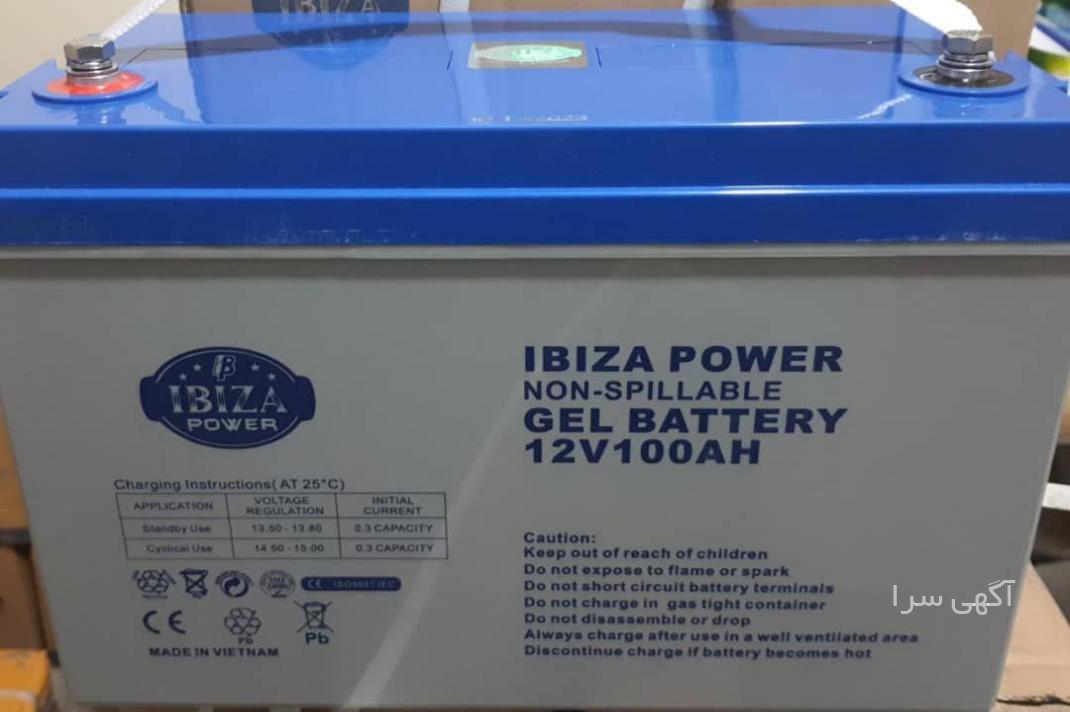 IBIZA
IBIZA
IBIZA
POWER
IBIZA POWER
NON-SPILLABLE
GEL BATTERY
12V100AH
Charging Instructions( AT 25°C)
APPLICATION VOLTAGE REGULATION INITIAL CURRENT
Standby Use 13.50 - 13.80 0.3 CAPACITY
Cyclical Use 14.50 - 15.00 0.3 CAPACITY
CE ISO9001 IEC
CE Pb Pb
MADE IN VIETNAM
Caution:
Keep out of reach of children
Do not expose to flame or spark
Do not short circuit battery terminals
Do not charge in gas tight container
Do not disassemble or drop
Always charge after use in a well ventilated area
Discontinue charge if battery becomes hot
آگهی سرا